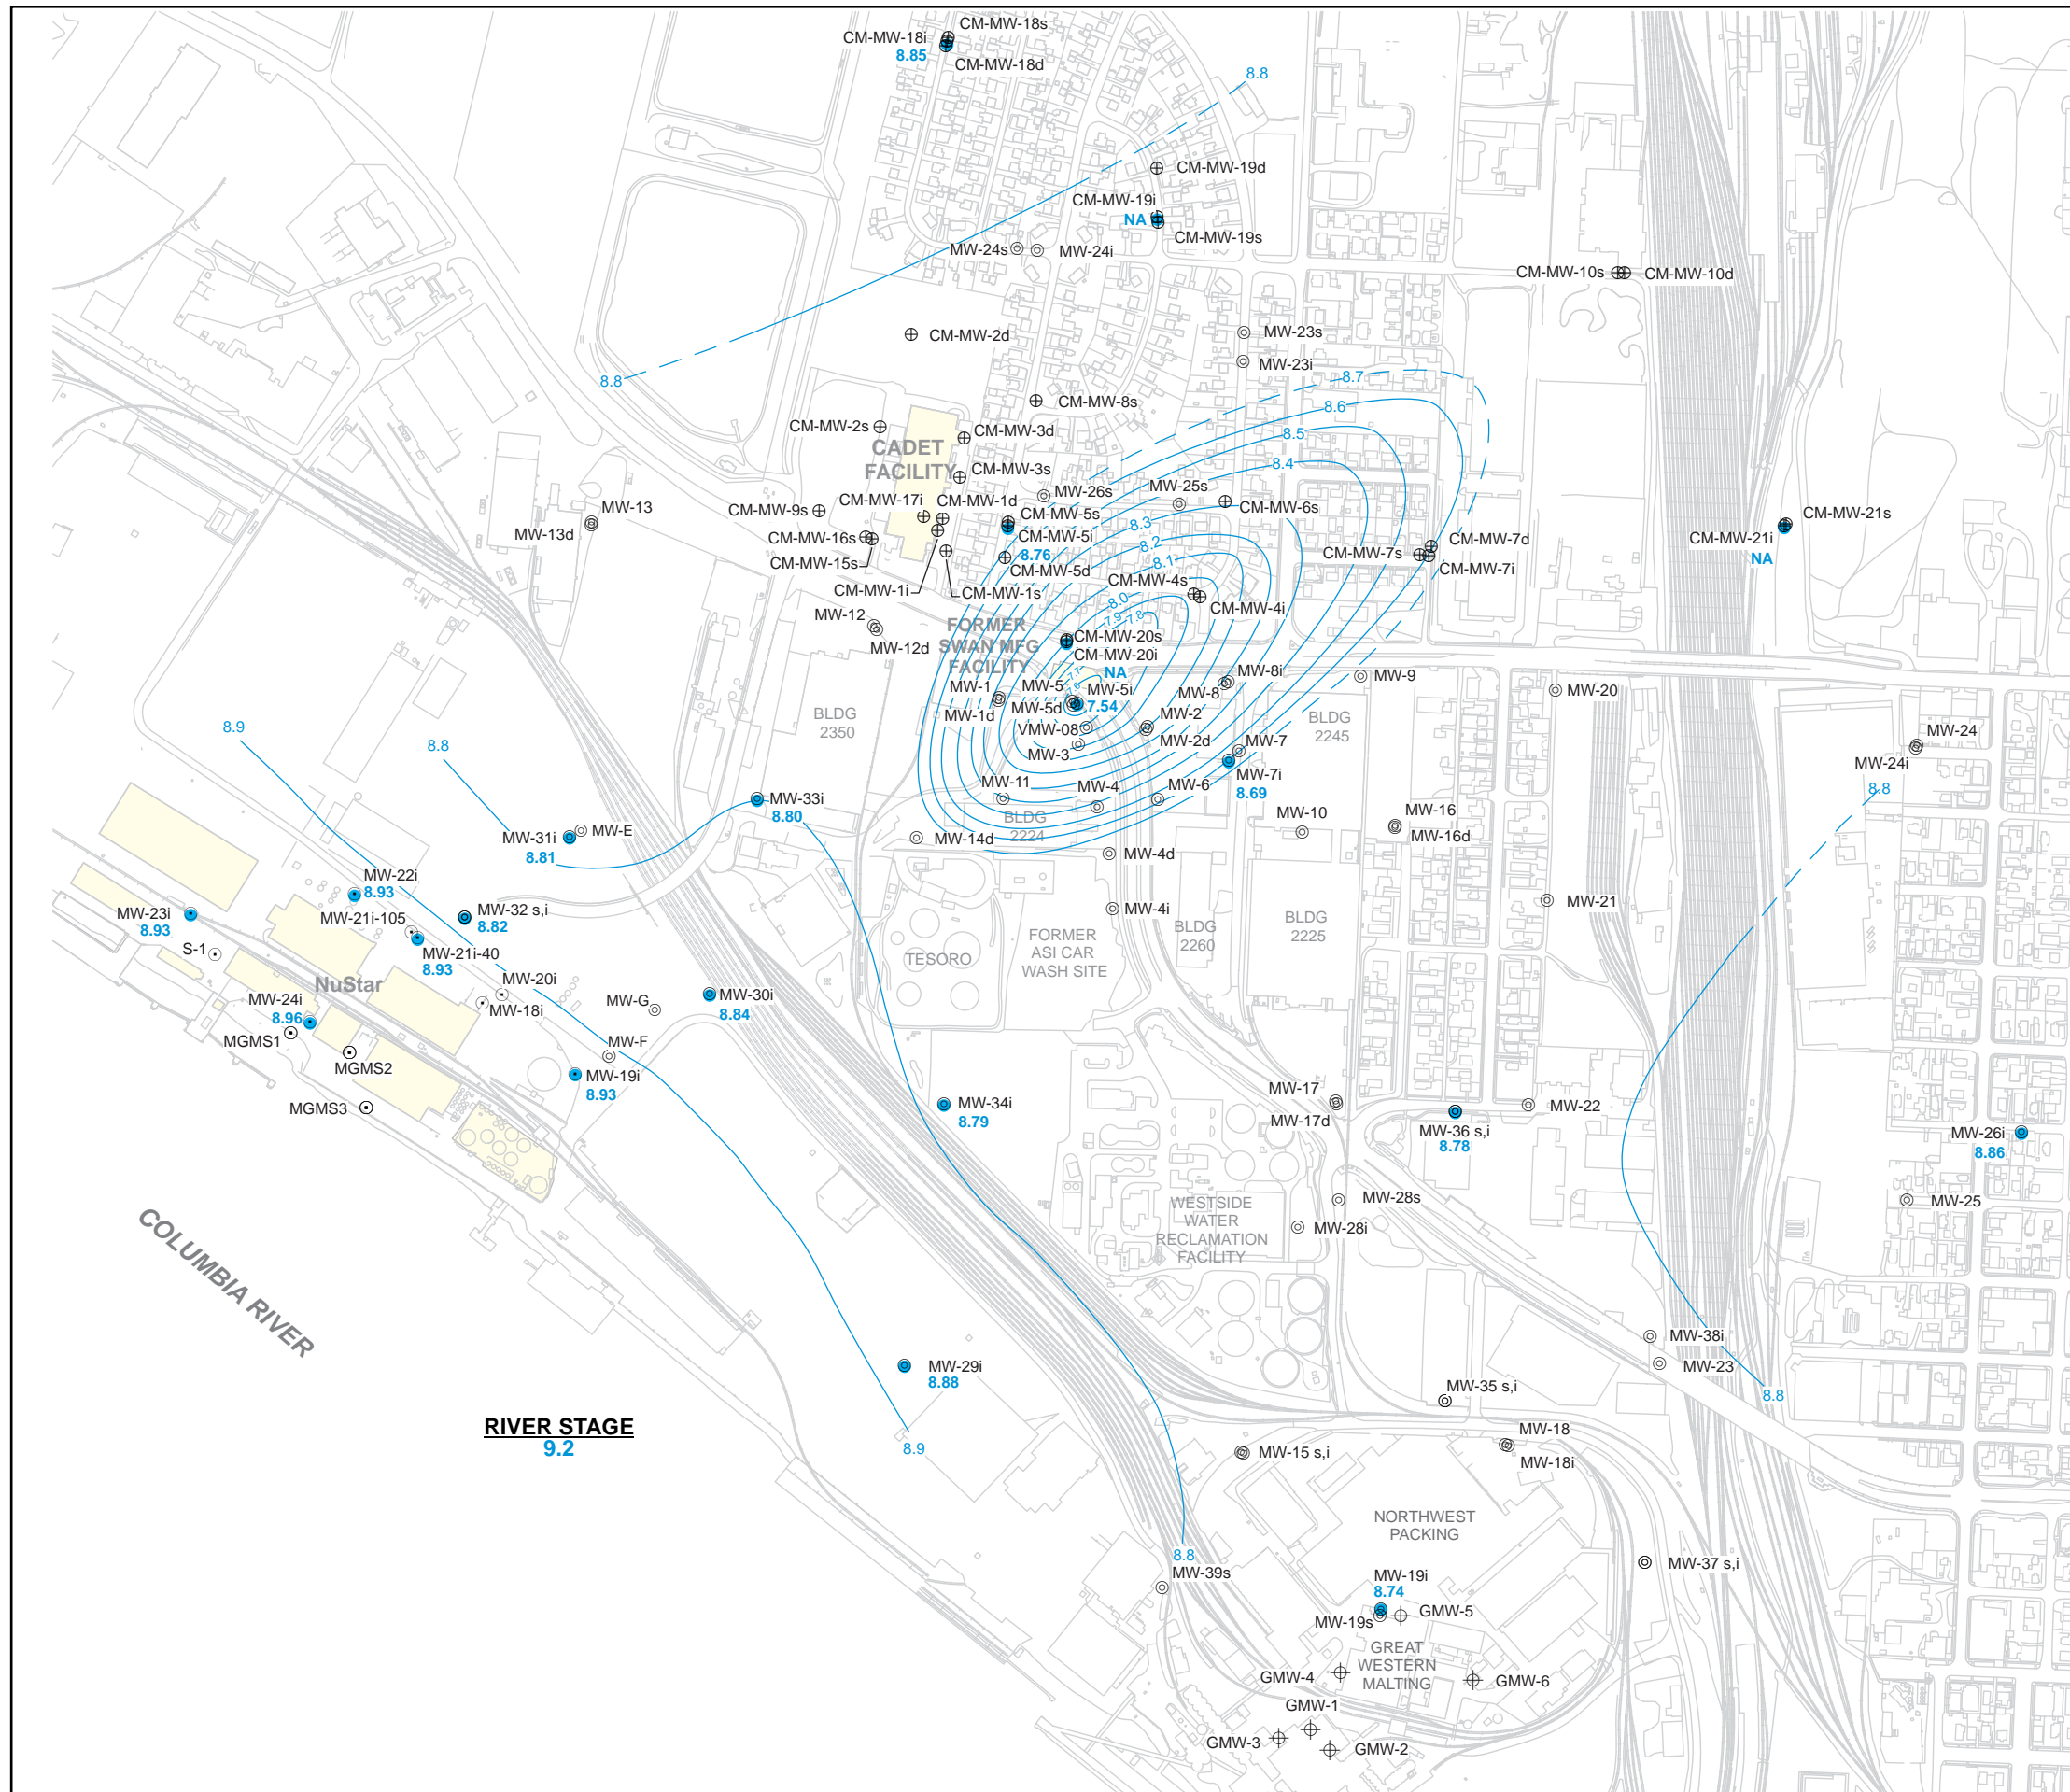 CM-MW-18s
CM-MW-18i
8.85
CM-MW-18d
8.8
CM-MW-19d
CM-MW-19i
NA
CM-MW-19s
MW-24s
MW-24i
CM-MW-10s
CM-MW-10d
CM-MW-2d
MW-23s
MW-23i
8.8
8.7
8.6
CM-MW-8s
CM-MW-2s
CM-MW-3d
8.5
CADET
FACILITY
8.4
CM-MW-3s
CM-MW-17i
CM-MW-1d
MW-26s
MW-25s
CM-MW-6s
MW-13
MW-13d
CM-MW-9s
CM-MW-5s
8.3
CM-MW-21s
CM-MW-16s
CM-MW-5i
8.76
8.2
CM-MW-21i
NA
CM-MW-7d
CM-MW-7s
CM-MW-15s
CM-MW-5d
8.1
CM-MW-7i
CM-MW-1i
CM-MW-1s
CM-MW-4s
CM-MW-4i
8.0
7.9
7.8
MW-12
MW-12d
FORMER
SWAN MFG
FACILITY
CM-MW-20s
CM-MW-20i
NA
7.7
7.6
MW-8i
MW-8
MW-9
MW-20
MW-1
MW-1d
MW-5
MW-5i
MW-5d
7.54
BLDG
2350
VMW-08
MW-2
MW-2d
BLDG
2245
MW-3
MW-7
MW-7i
8.69
MW-24
MW-24i
8.8
8.9
8.8
MW-33i
8.80
MW-11
MW-4
MW-6
MW-E
MW-31i
8.81
BLDG
2224
MW-14d
MW-10
MW-16
MW-16d
MW-4d
MW-22i
8.93
MW-23i
8.93
MW-21i-105
MW-32 s,i
8.82
MW-4i
MW-21
BLDG
2260
BLDG
2225
S-1
MW-21i-40
8.93
FORMER
ASI CAR
WASH SITE
TESORO
NuStar
MW-20i
MW-18i
MW-24i
8.96
MW-G
MW-30i
8.84
MGMS1
MGMS2
MW-F
MW-19i
8.93
MGMS3
MW-34i
8.79
MW-17
MW-17d
MW-36 s,i
8.78
MW-22
MW-26i
8.86
MW-28s
MW-25
WESTSIDE
WATER
RECLAMATION
FACILITY
MW-28i
COLUMBIA RIVER
MW-38i
MW-23
MW-29i
8.88
MW-35 s,i
8.8
RIVER STAGE
9.2
8.9
MW-15 s,i
MW-18
MW-18i
NORTHWEST
PACKING
8.8
MW-39s
MW-37 s,i
MW-19i
8.74
MW-19s
GMW-5
GREAT
WESTERN
MALTING
GMW-4
GMW-6
GMW-1
GMW-3
GMW-2